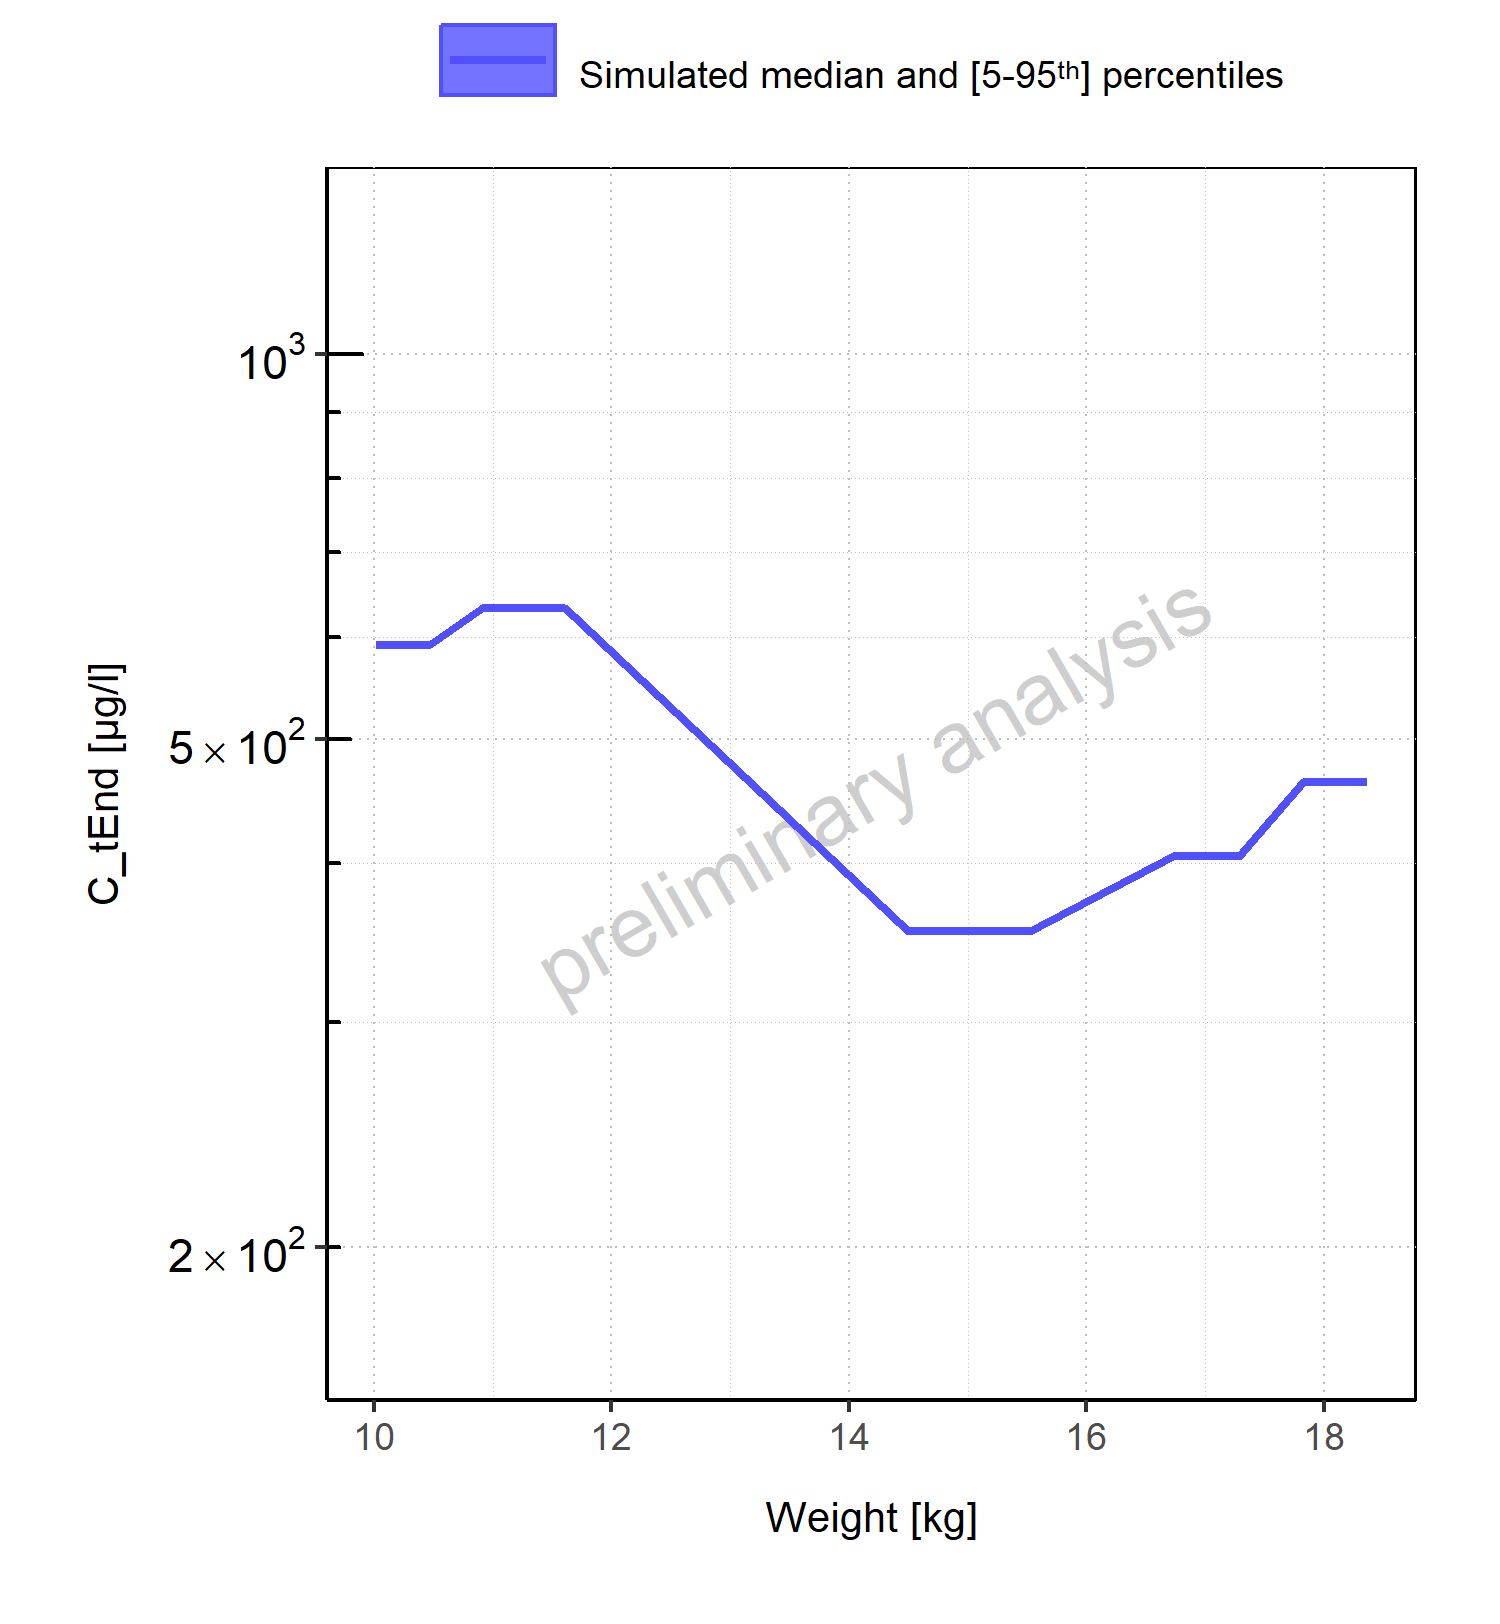 Simulated median and [5-95th] percentiles
10³
5 × 10²
2 × 10²
C_tEnd [µg/l]
preliminary analysis
10 12 14 16 18
Weight [kg]